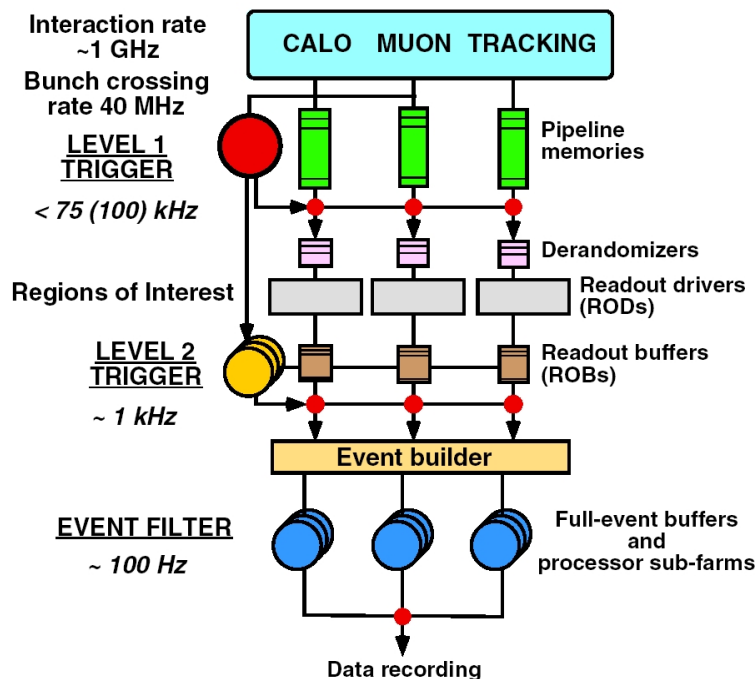 Interaction rate
~1 GHz
CALO MUON TRACKING
Bunch crossing
rate 40 MHz
LEVEL 1
TRIGGER
< 75 (100) kHz
Pipeline
memories
Derandomizers
Regions of Interest
Readout drivers
(RODs)
LEVEL 2
TRIGGER
~ 1 kHz
Readout buffers
(ROBs)
Event builder
EVENT FILTER
~ 100 Hz
Full-event buffers
and
processor sub-farms
Data recording